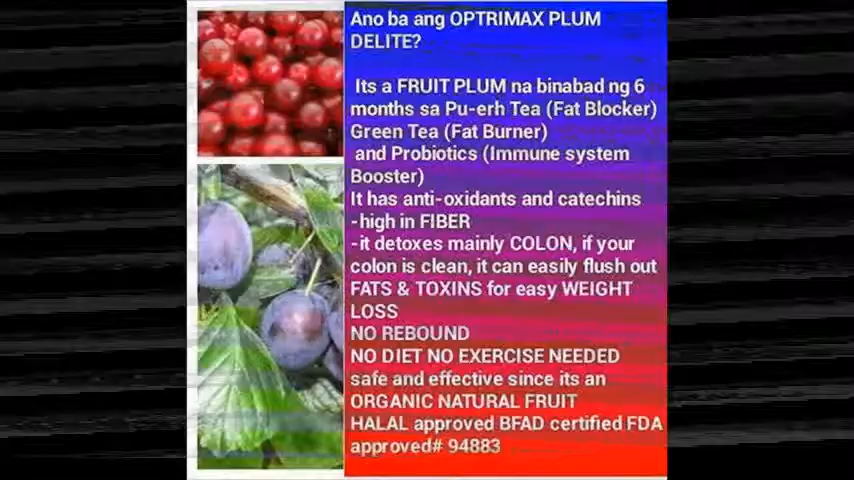 Ano ba ang OPTRIMAX PLUM
DELITE?
Its a FRUIT PLUM na binabad ng 6
months sa Pu-erh Tea (Fat Blocker)
Green Tea (Fat Burner)
and Probiotics (Immune system
Booster)
It has anti-oxidants and catechins
-high in FIBER
-it detoxes mainly COLON, if your
colon is clean, it can easily flush out
FATS & TOXINS for easy WEIGHT
LOSS
NO REBOUND
NO DIET NO EXERCISE NEEDED
safe and effective since its an
ORGANIC NATURAL FRUIT
HALAL approved BFAD certified FDA
approved# 94883